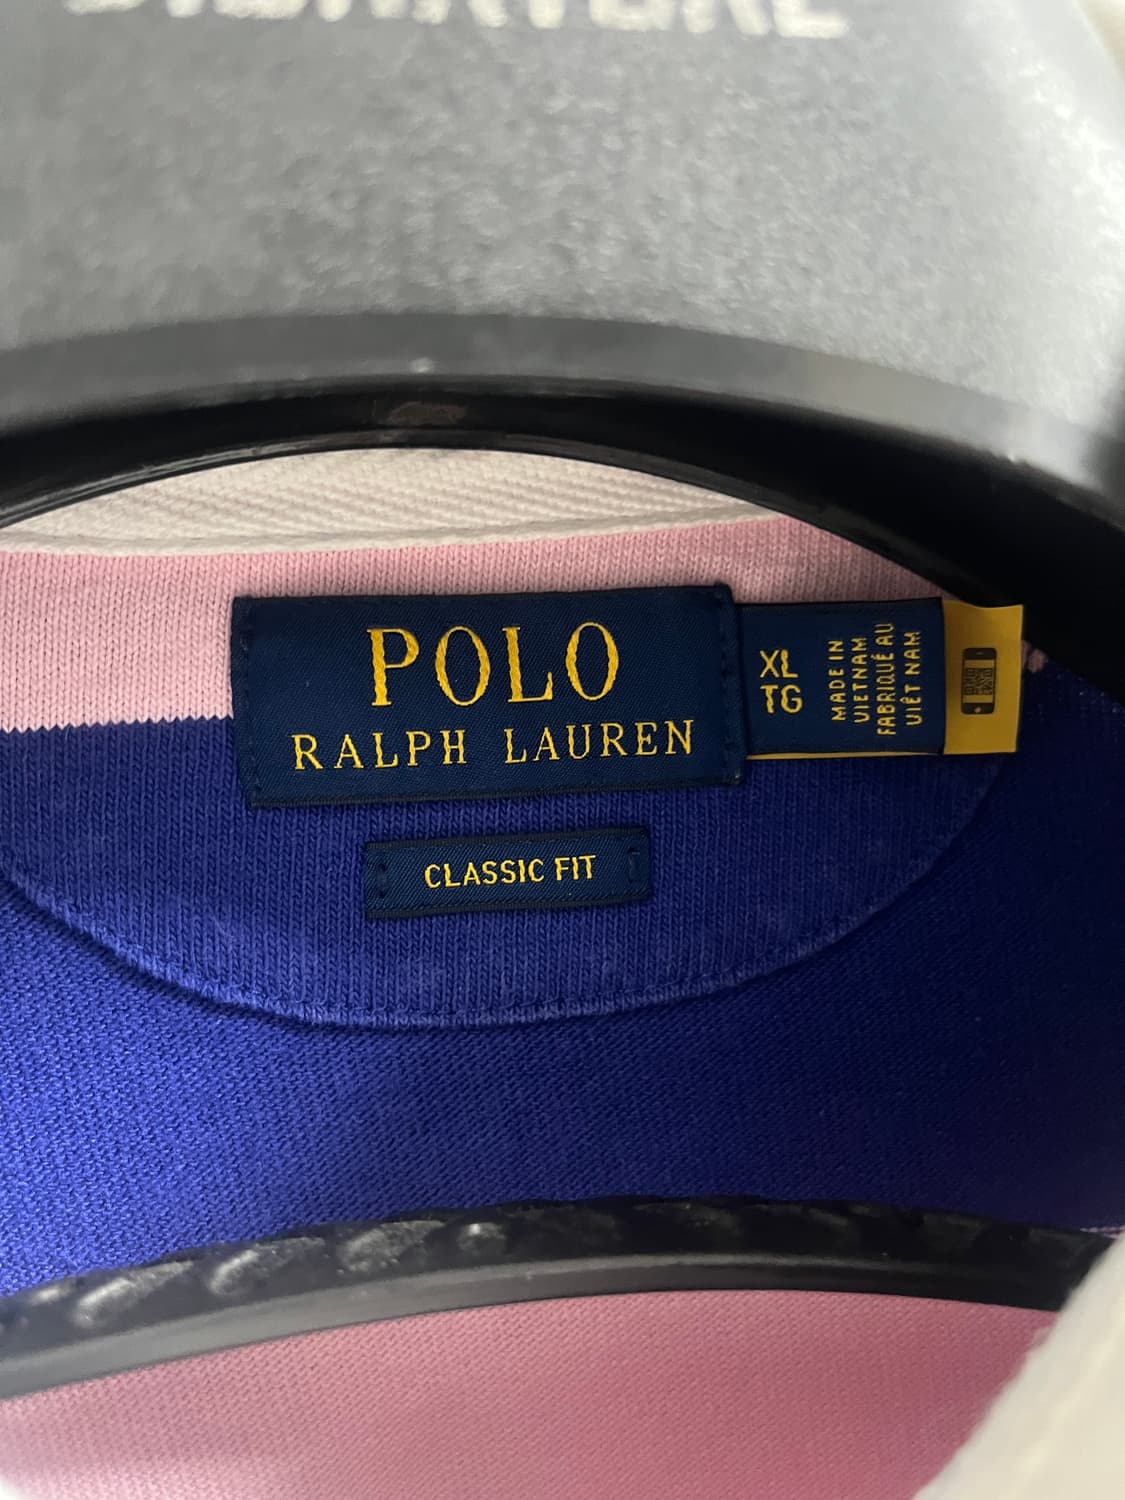 POLO
RALPH LAUREN
XL
TG
MADE IN
VIETNAM
FABRIQUÉ AU
VIÊT NAM
CLASSIC FIT